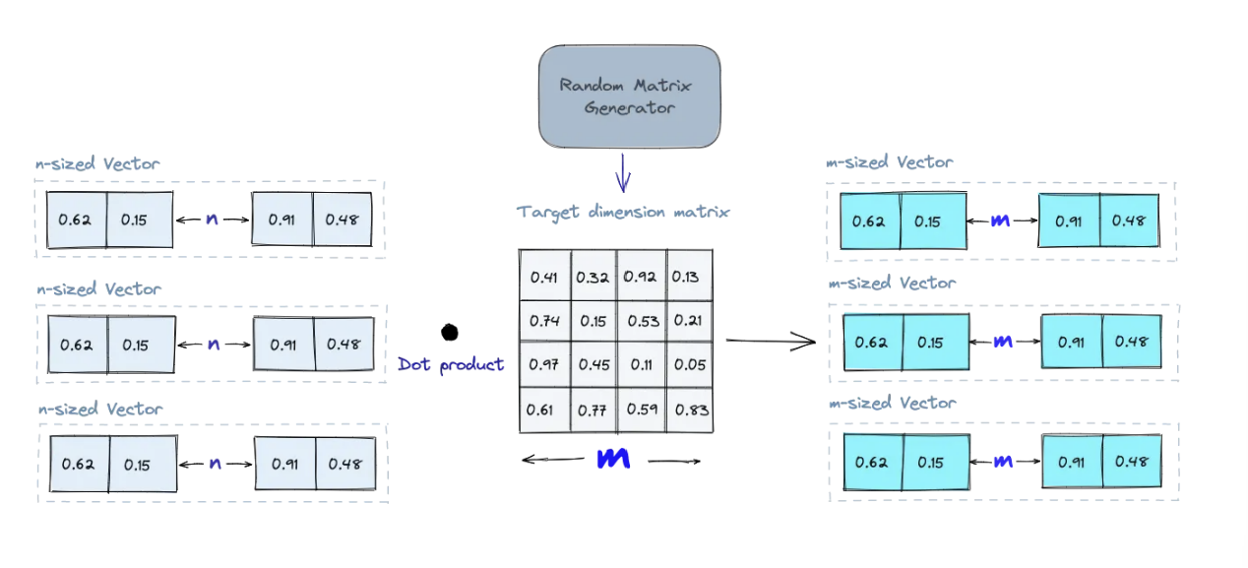 Random Matrix
Generator
n-sized Vector
0.62 0.15 n 0.91 0.48
n-sized Vector
0.62 0.15 n 0.91 0.48
n-sized Vector
0.62 0.15 n 0.91 0.48
Dot product
Target dimension matrix
0.41 0.32 0.92 0.13
0.74 0.15 0.53 0.21
0.97 0.45 0.11 0.05
0.61 0.77 0.59 0.83
m
m-sized Vector
0.62 0.15 m 0.91 0.48
m-sized Vector
0.62 0.15 m 0.91 0.48
m-sized Vector
0.62 0.15 m 0.91 0.48